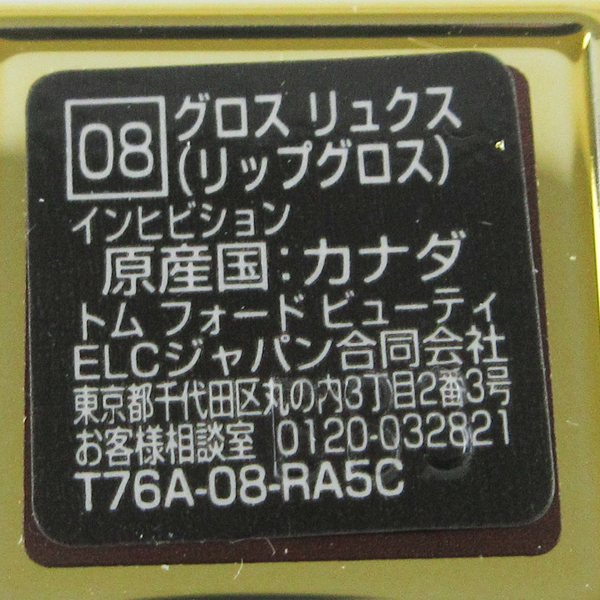 08 グロス リュクス
(リップグロス)
インヒビション
原産国:カナダ
トム フォード ビューティ
ELCジャパン合同会社
東京都千代田区丸の内3丁目2番3号
お客様相談室 0120-032821
T76A-08-RA5C